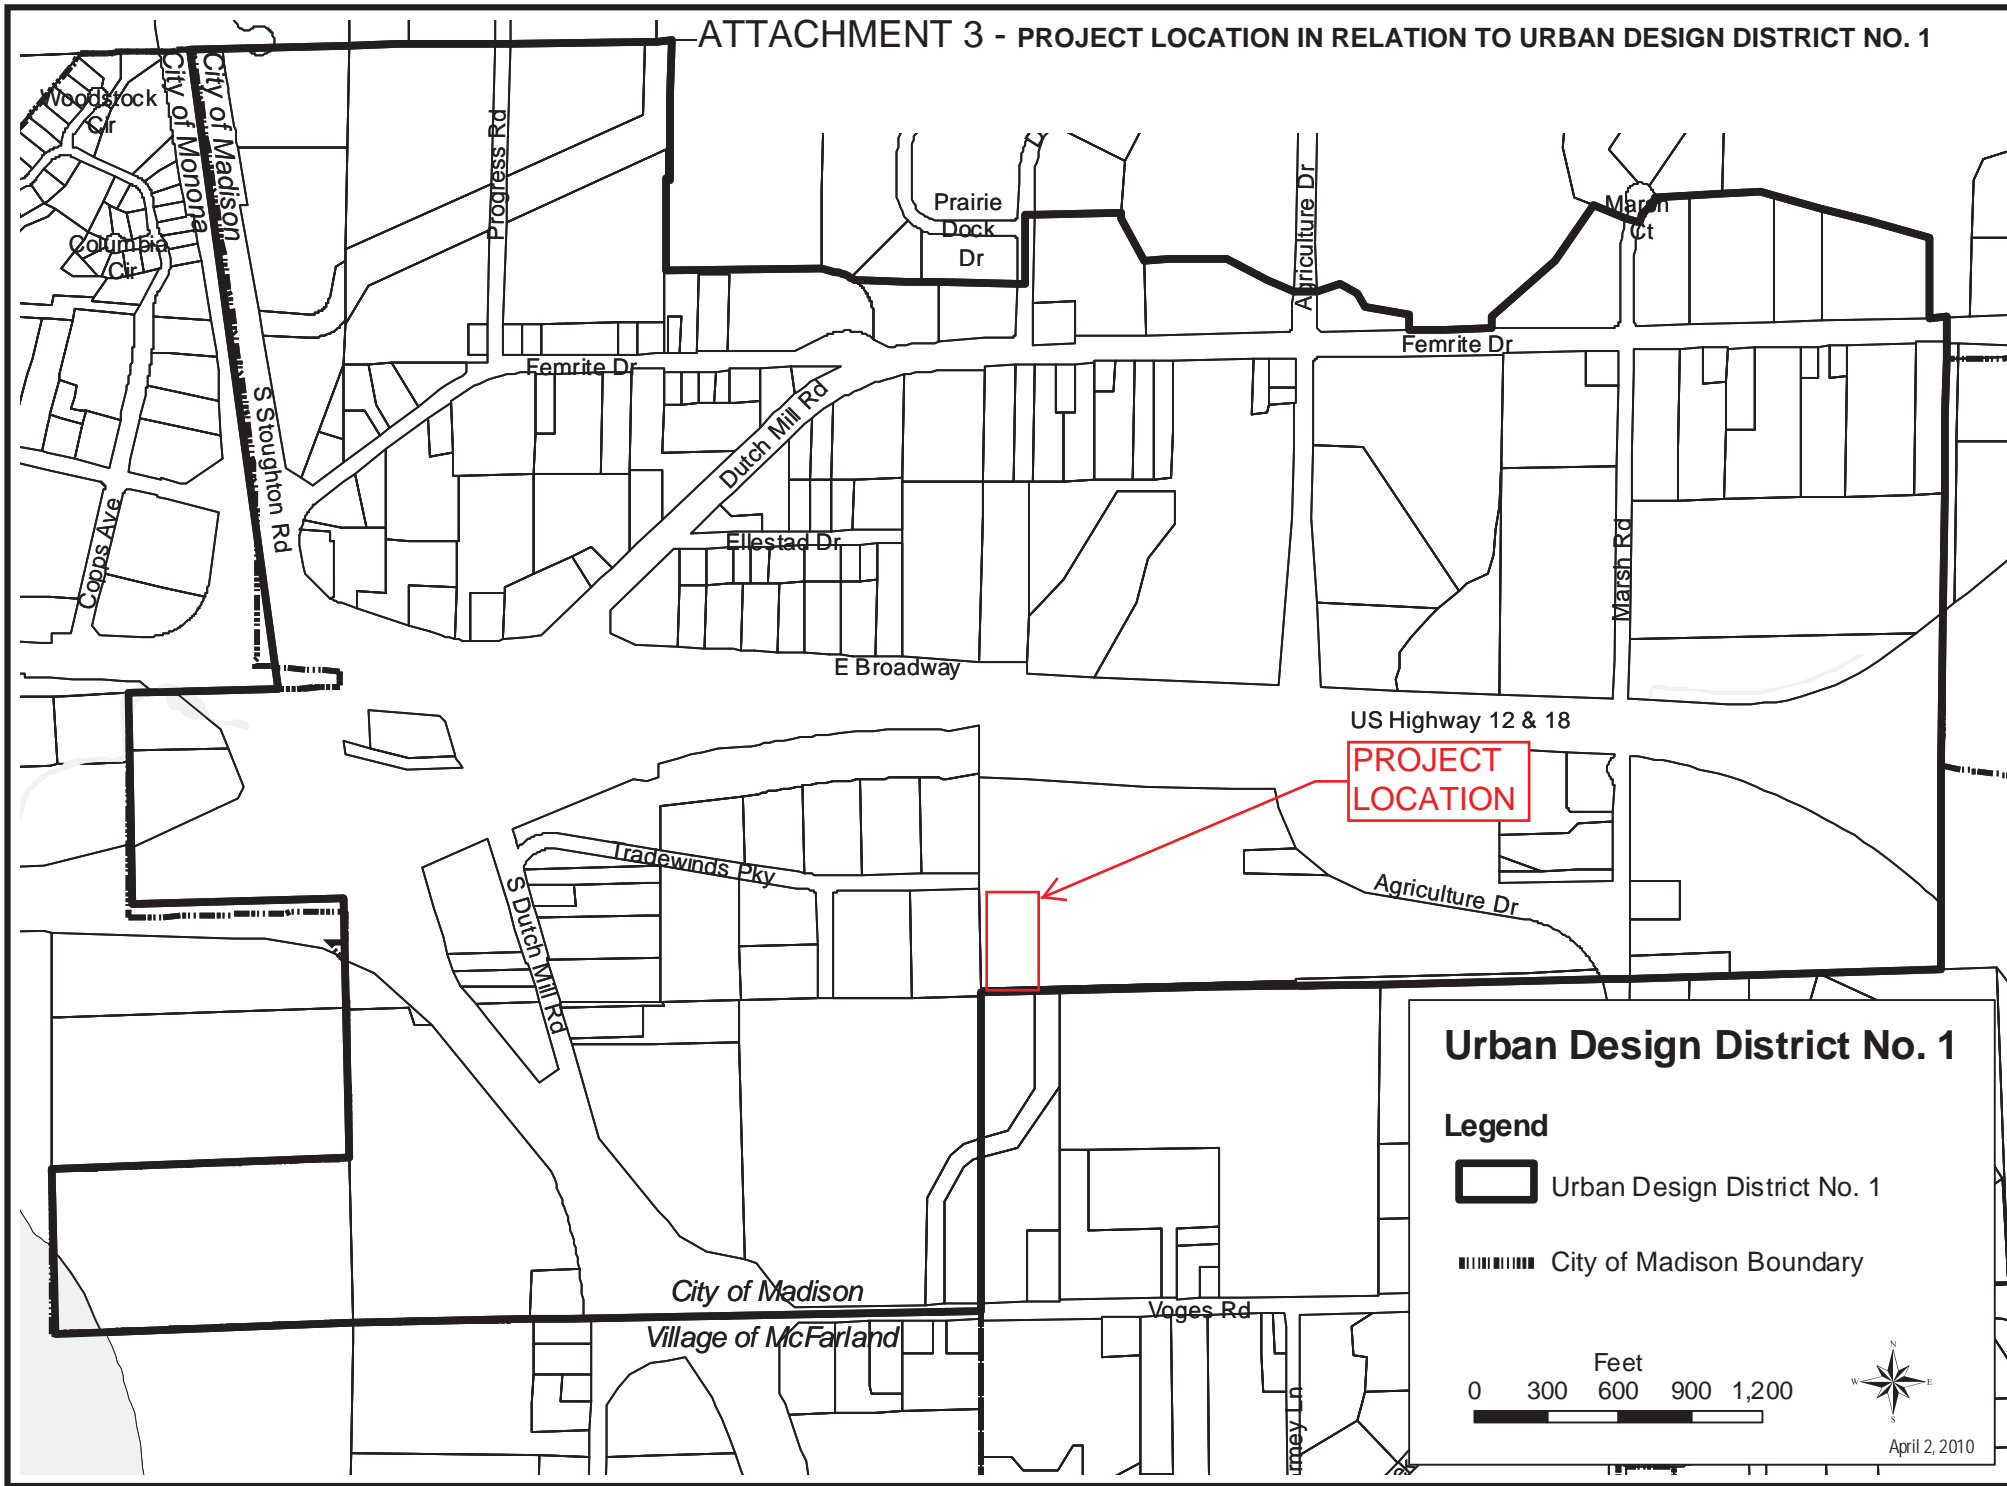 ATTACHMENT 3 - PROJECT LOCATION IN RELATION TO URBAN DESIGN DISTRICT NO. 1
Woodstock
Cir
City of Monona
City of Madison
Progress Rd
Columbia
Cir
Prairie
Dock
Dr
Agriculture Dr
Marsh
Ct
Femrite Dr
Femrite Dr
S Stoughton Rd
Dutch Mill Rd
Copps Ave
Ellestad Dr
Marsh Rd
E Broadway
US Highway 12 & 18
PROJECT
LOCATION
Tradewinds Pky
S Dutch Mill Rd
Agriculture Dr
City of Madison
Village of McFarland
Voges Rd
Urban Design District No. 1
Legend
Urban Design District No. 1
City of Madison Boundary
Feet
0 300 600 900 1,200
N
W E
S
April 2, 2010